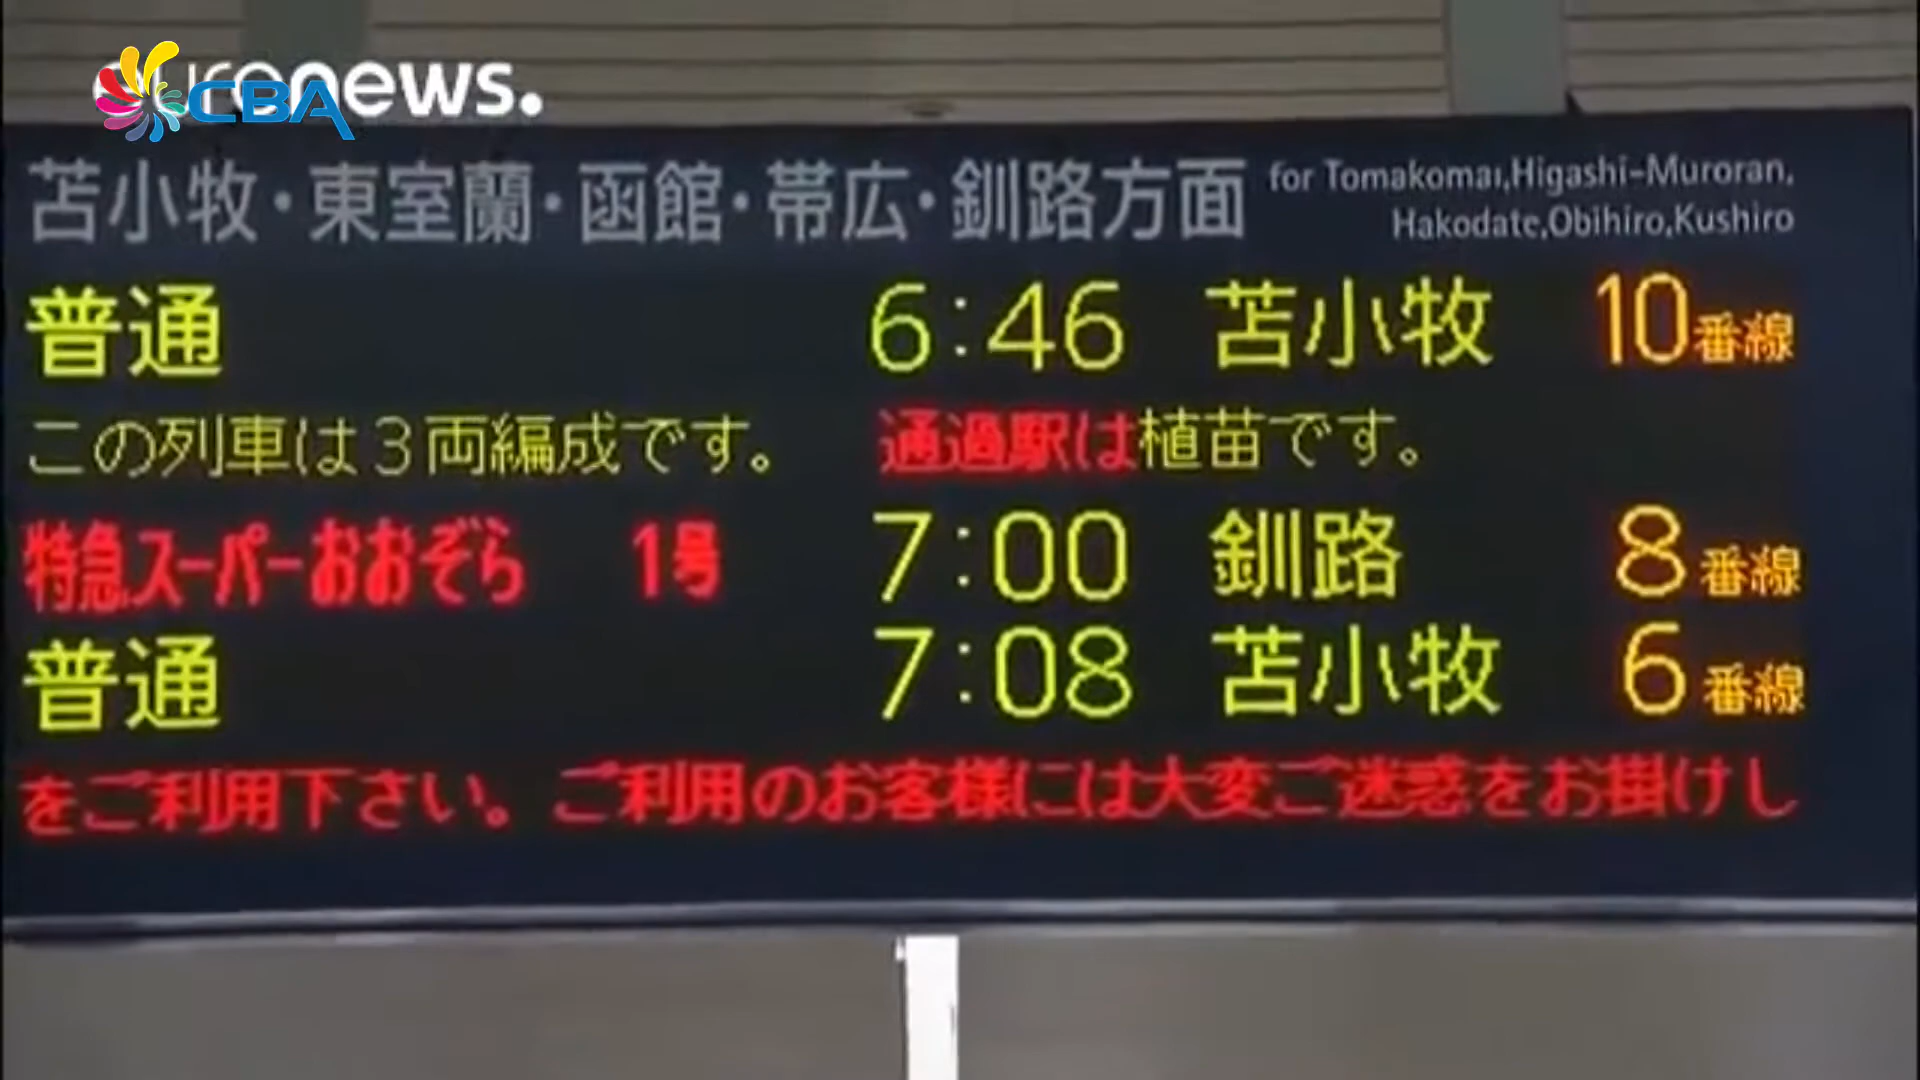 euronews.
CBA
苫小牧・東室蘭・函館・帯広・釧路方面
for Tomakomai,Higashi-Muroran,
Hakodate,Obihiro,Kushiro
普通 6:46 苫小牧 10番線
この列車は3両編成です。 通過駅は植苗です。
特急スーパーおおぞら 1号 7:00 釧路 8番線
普通 7:08 苫小牧 6番線
をご利用下さい。ご利用のお客様には大変ご迷惑をお掛けし